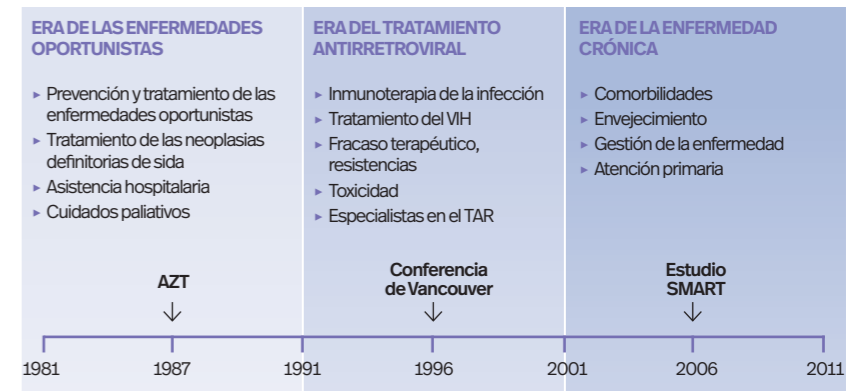 ERA DE LAS ENFERMEDADES
OPORTUNISTAS
▸ Prevención y tratamiento de las
enfermedades oportunistas
▸ Tratamiento de las neoplasias
definitorias de sida
▸ Asistencia hospitalaria
▸ Cuidados paliativos
AZT
ERA DEL TRATAMIENTO
ANTIRRETROVIRAL
▸ Inmunoterapia de la infección
▸ Tratamiento del VIH
▸ Fracaso terapéutico,
resistencias
▸ Toxicidad
▸ Especialistas en el TAR
Conferencia
de Vancouver
ERA DE LA ENFERMEDAD
CRÓNICA
▸ Comorbilidades
▸ Envejecimiento
▸ Gestión de la enfermedad
▸ Atención primaria
Estudio
SMART
1981 1987 1991 1996 2001 2006 2011